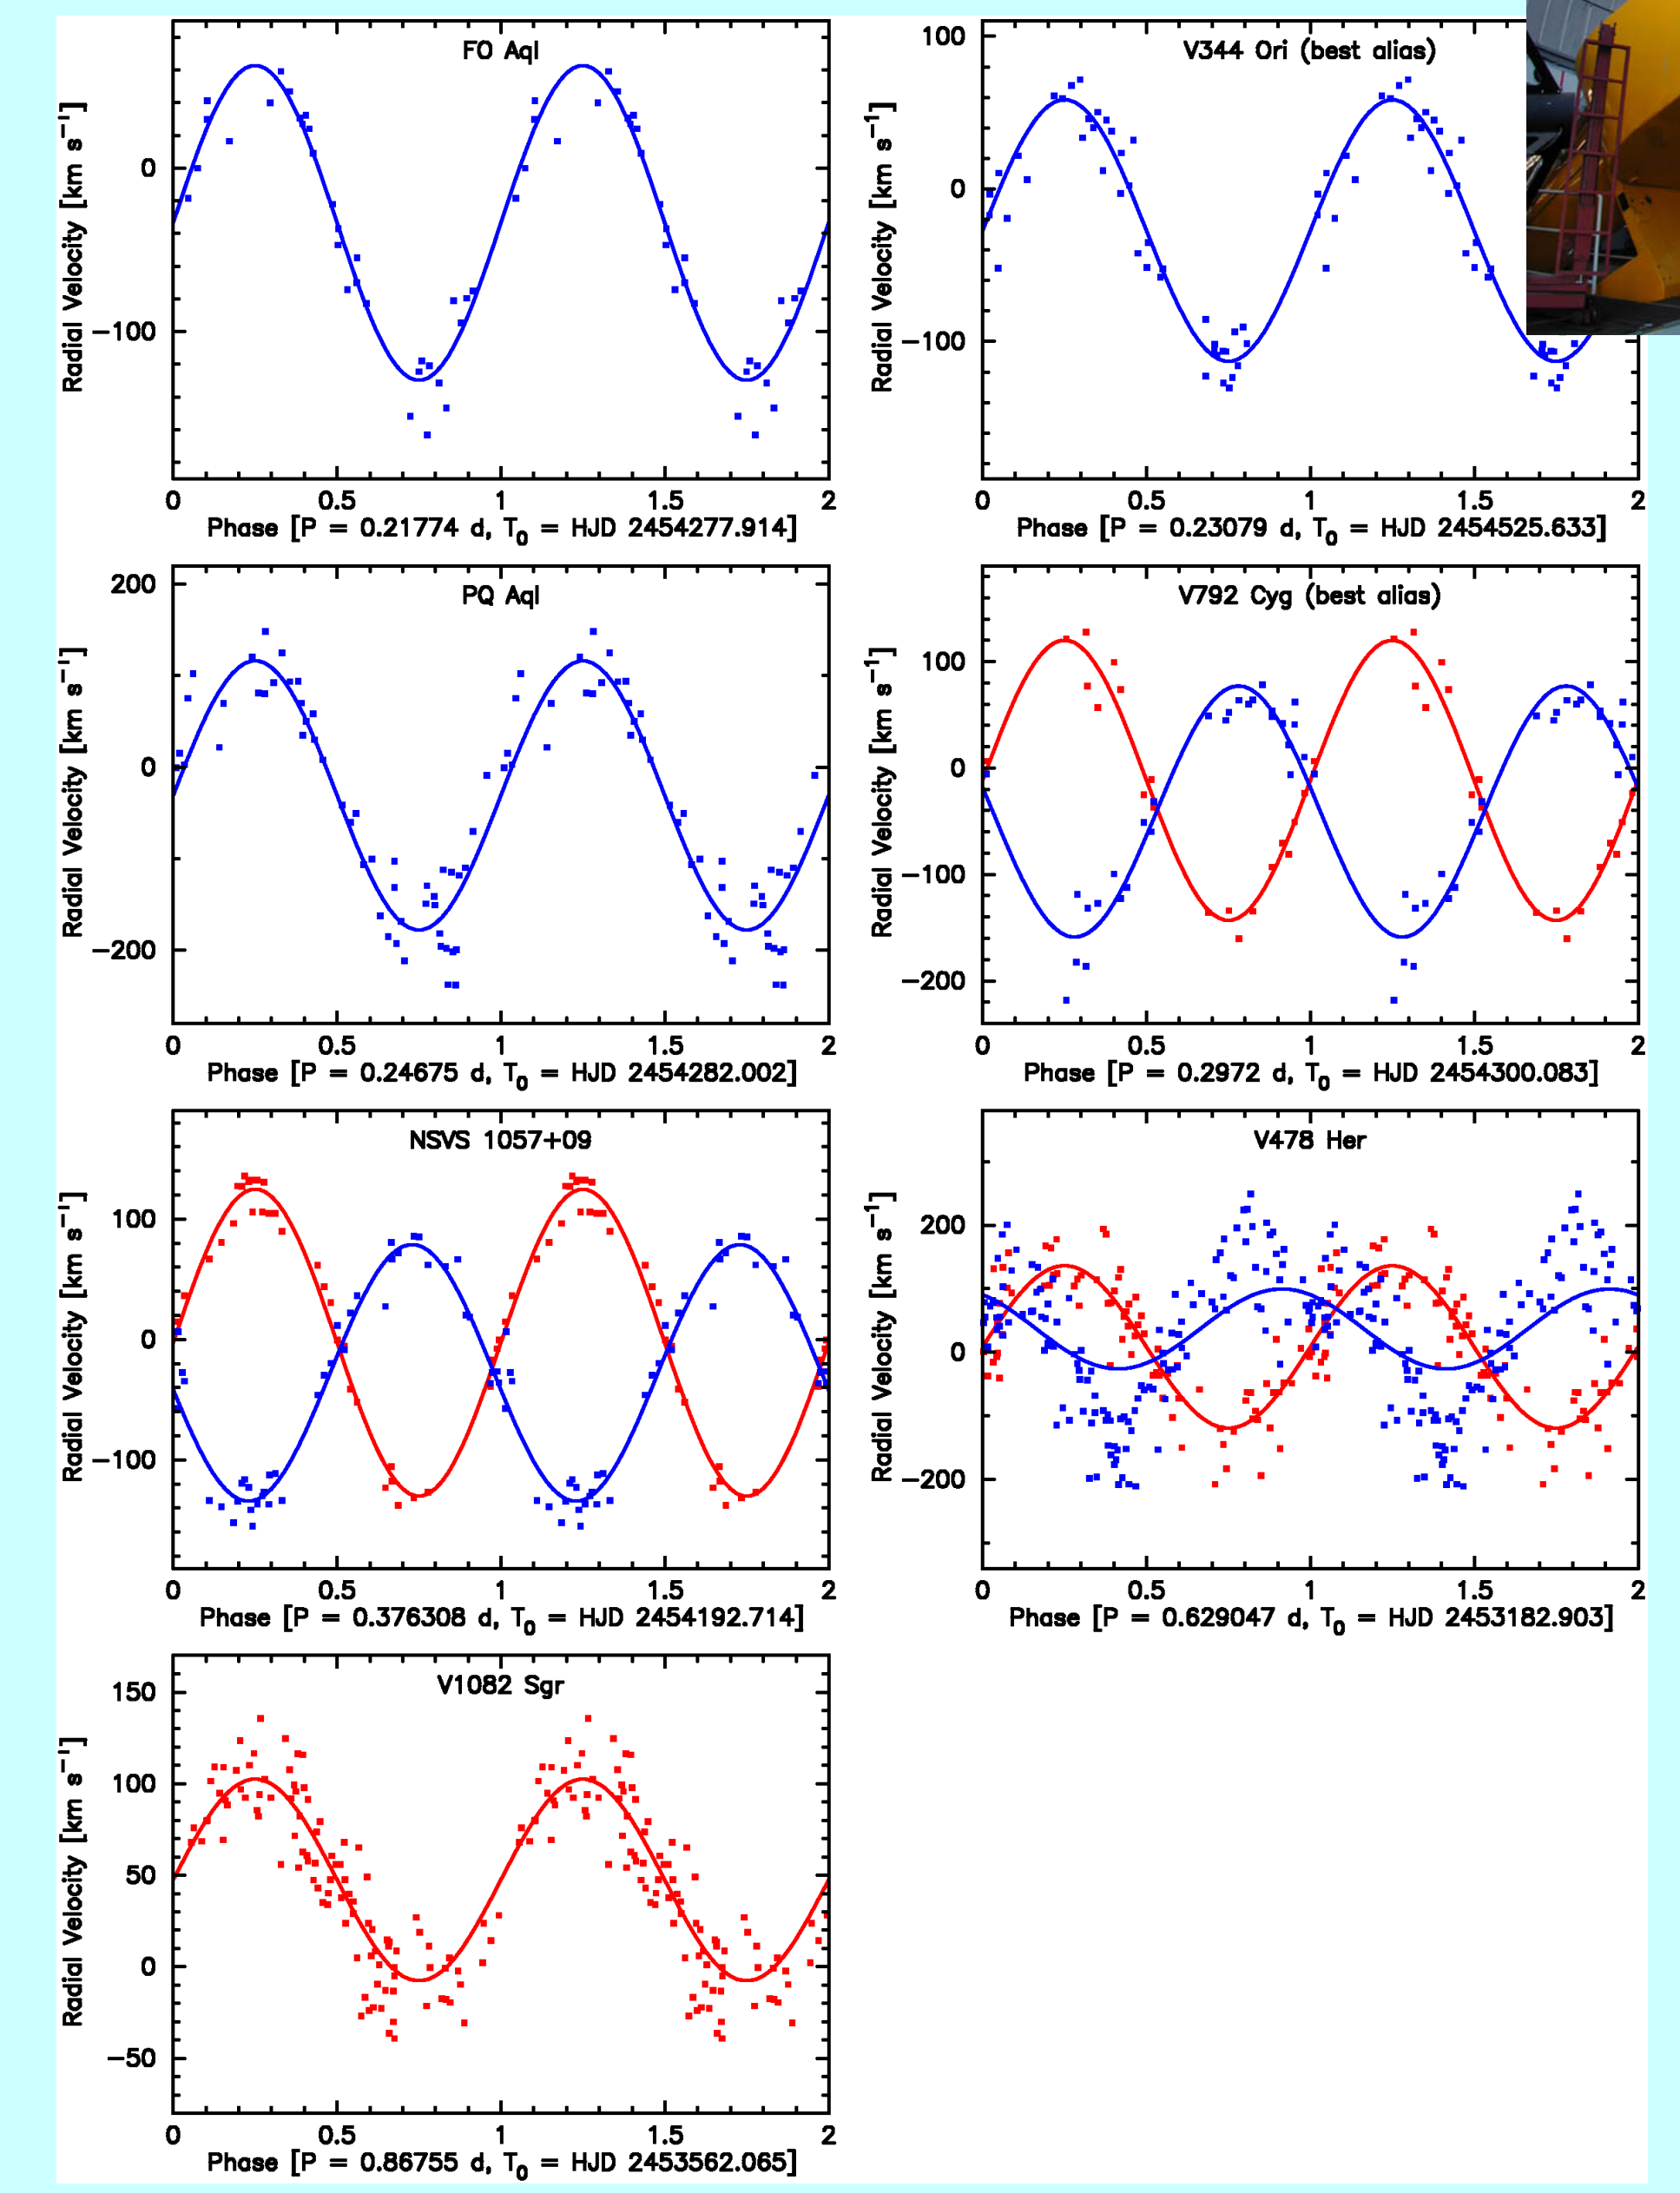 FO Aql
0
−100
Radial Velocity [km s⁻¹]
0 0.5 1 1.5 2
Phase [P = 0.21774 d, T₀ = HJD 2454277.914]
V344 Ori (best alias)
100
0
−100
Radial Velocity [km s⁻¹]
0 0.5 1 1.5 2
Phase [P = 0.23079 d, T₀ = HJD 2454525.633]
PQ Aql
200
0
−200
Radial Velocity [km s⁻¹]
0 0.5 1 1.5 2
Phase [P = 0.24675 d, T₀ = HJD 2454282.002]
V792 Cyg (best alias)
100
0
−100
−200
Radial Velocity [km s⁻¹]
0 0.5 1 1.5 2
Phase [P = 0.2972 d, T₀ = HJD 2454300.083]
NSVS 1057+09
100
0
−100
Radial Velocity [km s⁻¹]
0 0.5 1 1.5 2
Phase [P = 0.376308 d, T₀ = HJD 2454192.714]
V478 Her
200
0
−200
Radial Velocity [km s⁻¹]
0 0.5 1 1.5 2
Phase [P = 0.629047 d, T₀ = HJD 2453182.903]
V1082 Sgr
150
100
50
0
−50
Radial Velocity [km s⁻¹]
0 0.5 1 1.5 2
Phase [P = 0.86755 d, T₀ = HJD 2453562.065]